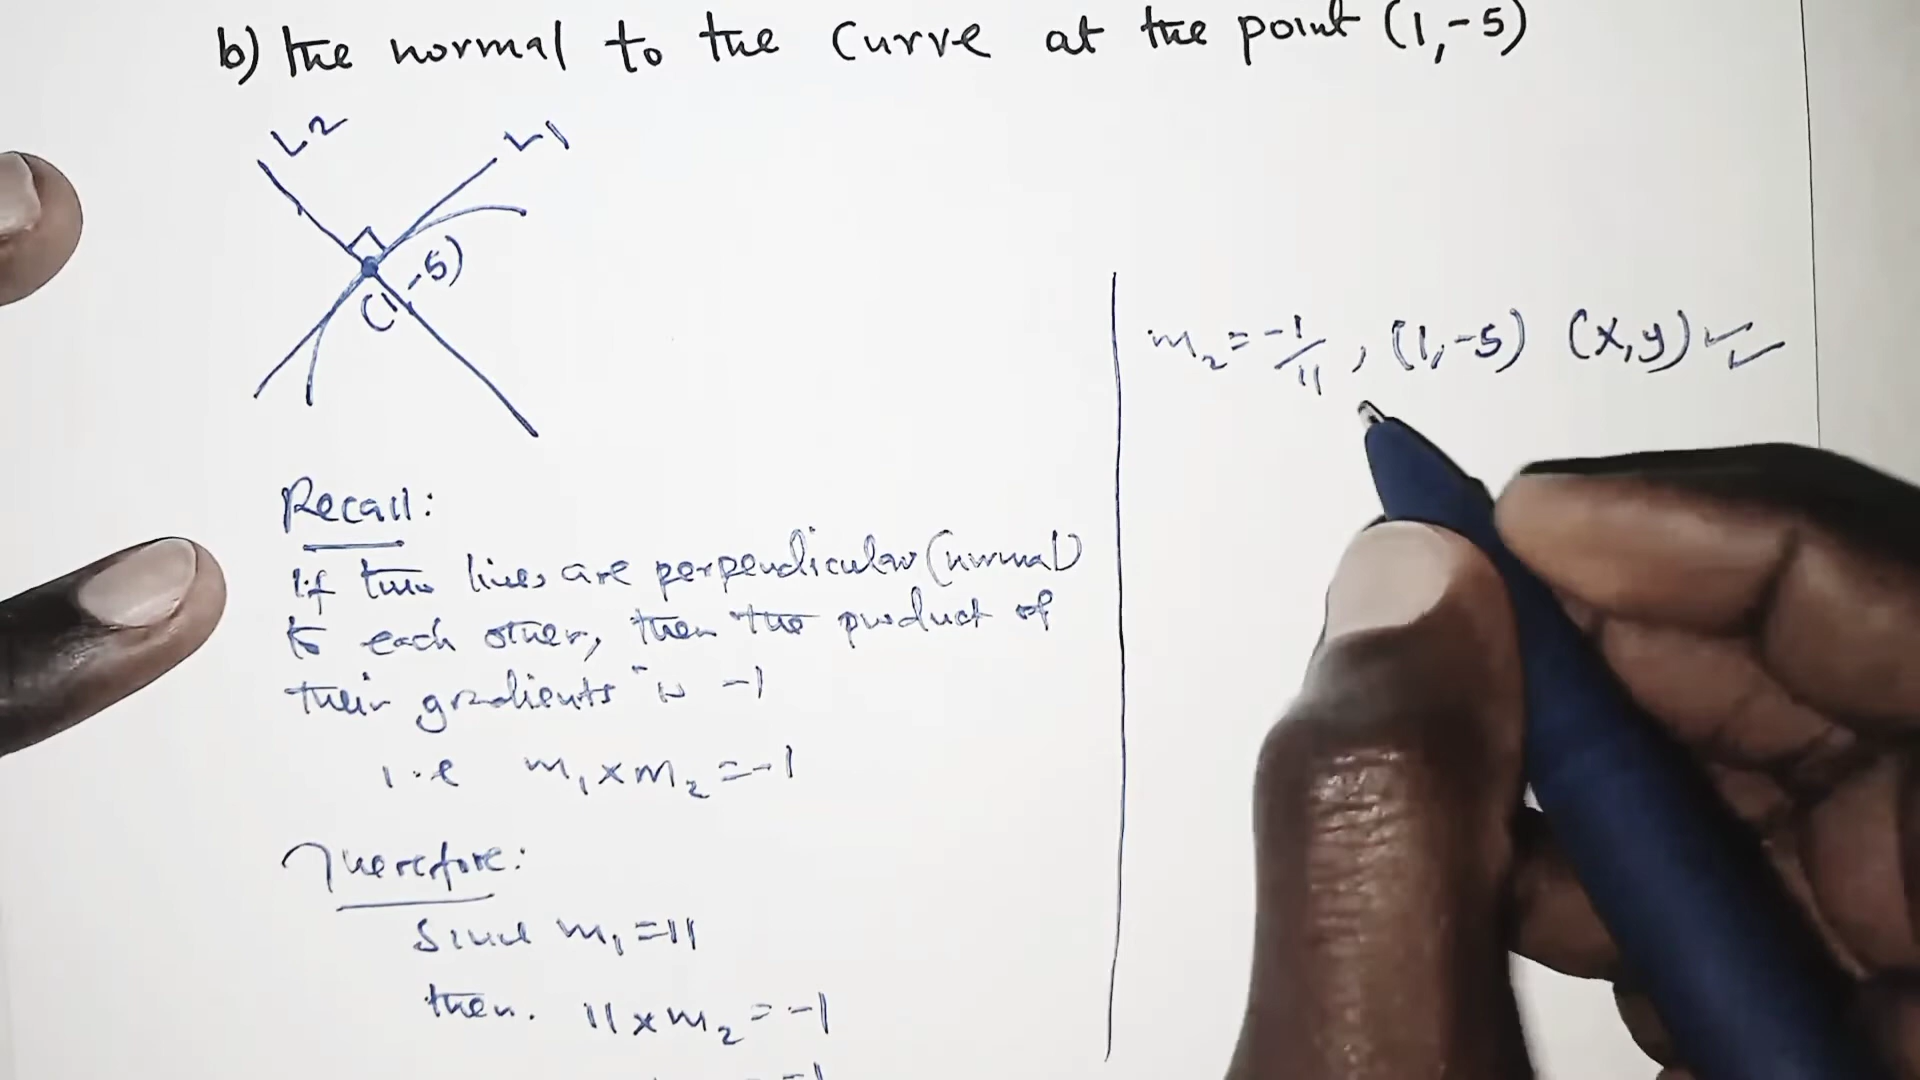 b) the normal to the curve at the point (1,-5)
L2
L1
(1,-5)
Recall:
If two lines are perpendicular (normal)
to each other, then the product of
their gradients is -1
i.e m₁ x m₂ = -1
Therefore:
Since m₁ = 11
then. 11 x m₂ = -1
-1
m₂ = -1/11, (1,-5) (x,y)